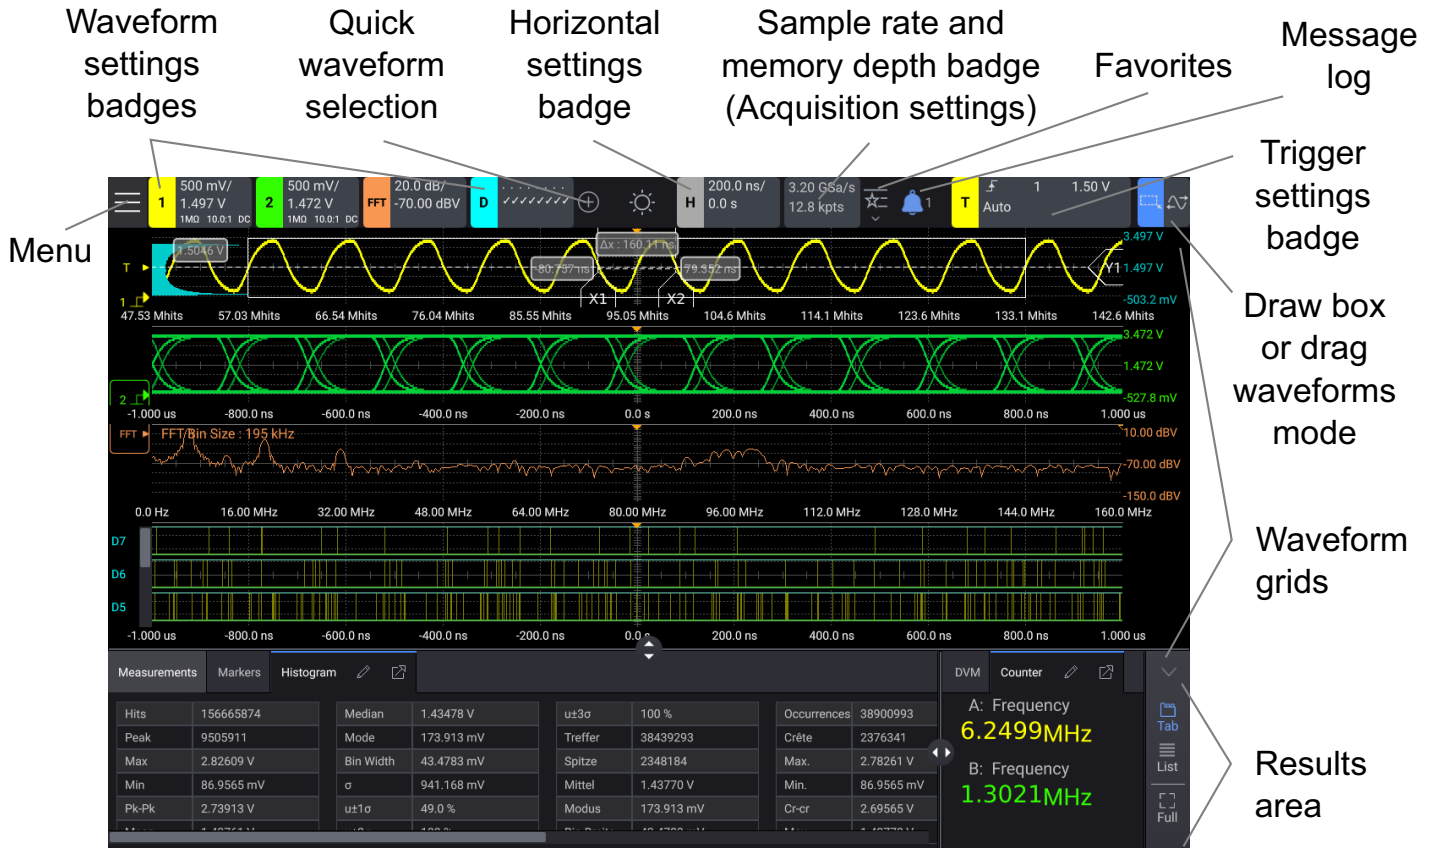 Waveform
settings
badges
Quick
waveform
selection
Horizontal
settings
badge
Sample rate and
memory depth badge
(Acquisition settings)
Favorites
Message
log
Trigger
settings
badge
Menu
Draw box
or drag
waveforms
mode
Waveform
grids
Results
area
1 500 mV/ 1.497 V 1MΩ 10.0:1 DC
2 500 mV/ 1.472 V 1MΩ 10.0:1 DC
FFT 20.0 dB/ -70.00 dBV
D
H 200.0 ns/ 0.0 s
3.20 GSa/s
12.8 kpts
1
T 1 1.50 V
Auto
1.5046 V
Δx : 160.11 ns
-80.757 ns
79.352 ns
X1 X2 Y1
T
1
3.497 V
1.497 V
-503.2 mV
47.53 Mhits 57.03 Mhits 66.54 Mhits 76.04 Mhits 85.55 Mhits 95.05 Mhits 104.6 Mhits 114.1 Mhits 123.6 Mhits 133.1 Mhits 142.6 Mhits
3.472 V
1.472 V
-527.8 mV
2
-1.000 us -800.0 ns -600.0 ns -400.0 ns -200.0 ns 0.0 s 200.0 ns 400.0 ns 600.0 ns 800.0 ns 1.000 us
FFT FFT Bin Size : 195 kHz
10.00 dBV
-70.00 dBV
-150.0 dBV
0.0 Hz 16.00 MHz 32.00 MHz 48.00 MHz 64.00 MHz 80.00 MHz 96.00 MHz 112.0 MHz 128.0 MHz 144.0 MHz 160.0 MHz
D7
D6
D5
-1.000 us -800.0 ns -600.0 ns -400.0 ns -200.0 ns 0.0 200.0 ns 400.0 ns 600.0 ns 800.0 ns 1.000 us
Measurements Markers Histogram
Hits 156665874 Median 1.43478 V u±3σ 100 % Occurrences 38900993
Peak 9505911 Mode 173.913 mV Treffer 38439293 Crête 2376341
Max 2.82609 V Bin Width 43.4783 mV Spitze 2348184 Max. 2.78261 V
Min 86.9565 mV σ 941.168 mV Mittel 1.43770 V Min. 86.9565 mV
Pk-Pk 2.73913 V u±1σ 49.0 % Modus 173.913 mV Cr-cr 2.69565 V
DVM Counter
A: Frequency
6.2499MHz
B: Frequency
1.3021MHz
Tab
List
Full